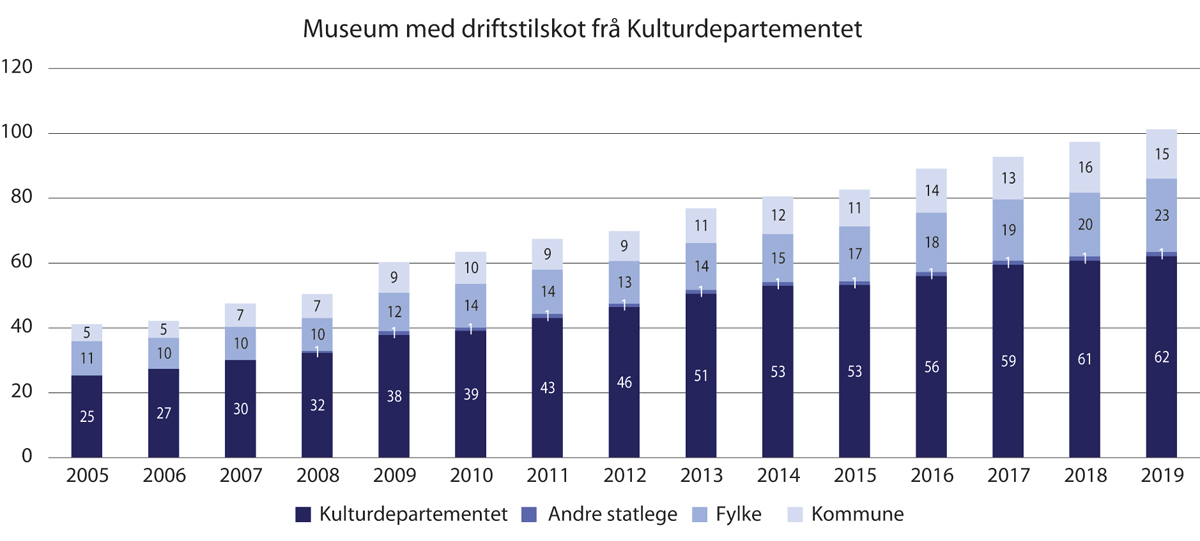 Museum med driftstilskot frå Kulturdepartementet
120
100
80
60
40
20
0
5 5 7 7 9 10 9 9 11 12 11 14 13 16 15
11 10 10 10 12 14 14 13 14 15 17 18 19 20 23
1 1 1 1 1 1 1 1 1 1 1 1
25 27 30 32 38 39 43 46 51 53 53 56 59 61 62
2005 2006 2007 2008 2009 2010 2011 2012 2013 2014 2015 2016 2017 2018 2019
Kulturdepartementet Andre statlege Fylke Kommune